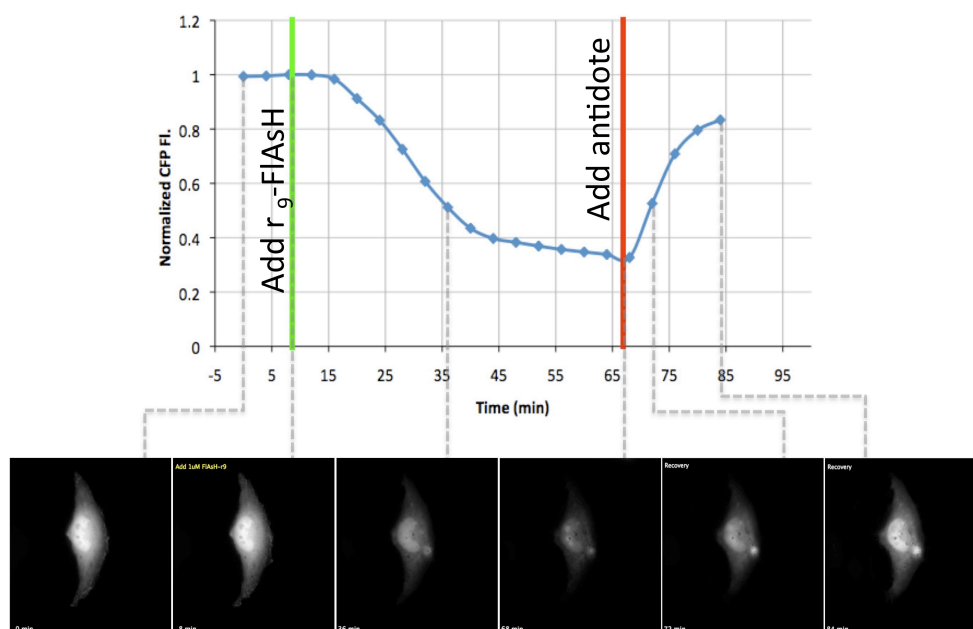 1.2
1
0.8
0.6
0.4
0.2
0
Normalized CFP Fl.
Add r 9-FlAsH
Add antidote
-5 5 15 25 35 45 55 65 75 85 95
Time (min)
Add 1uM FlAsH-r9
Recovery
Recovery
0 min
8 min
36 min
68 min
72 min
84 min